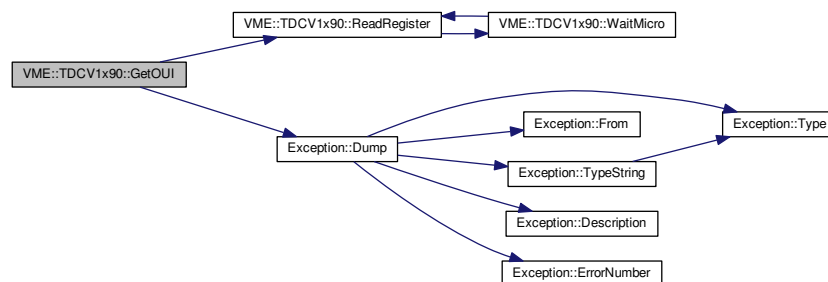 VME::TDCV1x90::ReadRegister
VME::TDCV1x90::WaitMicro
VME::TDCV1x90::GetOUI
Exception::From
Exception::Type
Exception::Dump
Exception::TypeString
Exception::Description
Exception::ErrorNumber